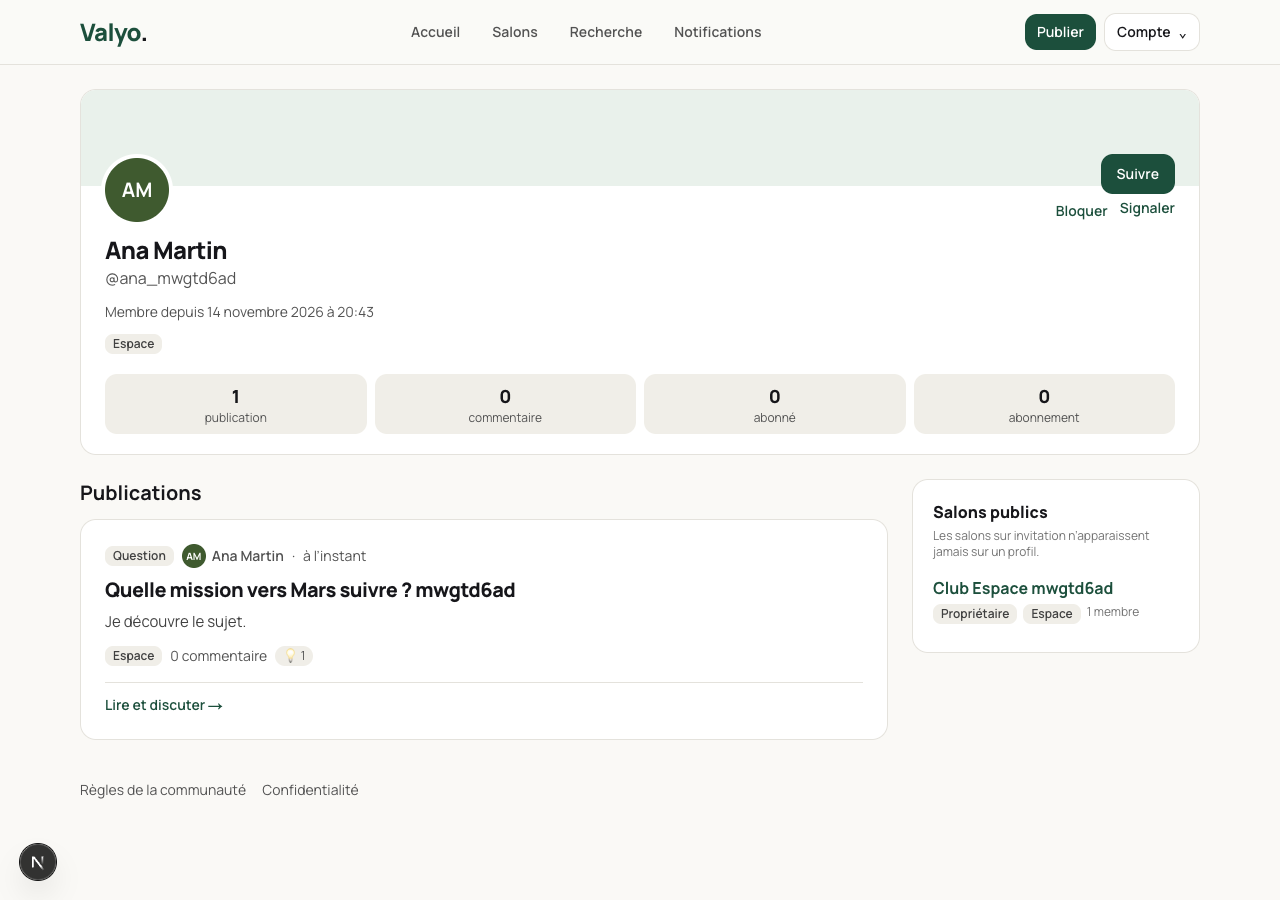 Valyo.
Accueil
Salons
Recherche
Notifications
Publier
Compte
AM
Suivre
Bloquer
Signaler
Ana Martin
@ana_mwgtd6ad
Membre depuis 14 novembre 2026 à 20:43
Espace
1
publication
0
commentaire
0
abonné
0
abonnement
Publications
Question
AM
Ana Martin · à l'instant
Quelle mission vers Mars suivre ? mwgtd6ad
Je découvre le sujet.
Espace
0 commentaire
💡 1
Lire et discuter →
Salons publics
Les salons sur invitation n'apparaissent
jamais sur un profil.
Club Espace mwgtd6ad
Propriétaire
Espace
1 membre
Règles de la communauté
Confidentialité
N